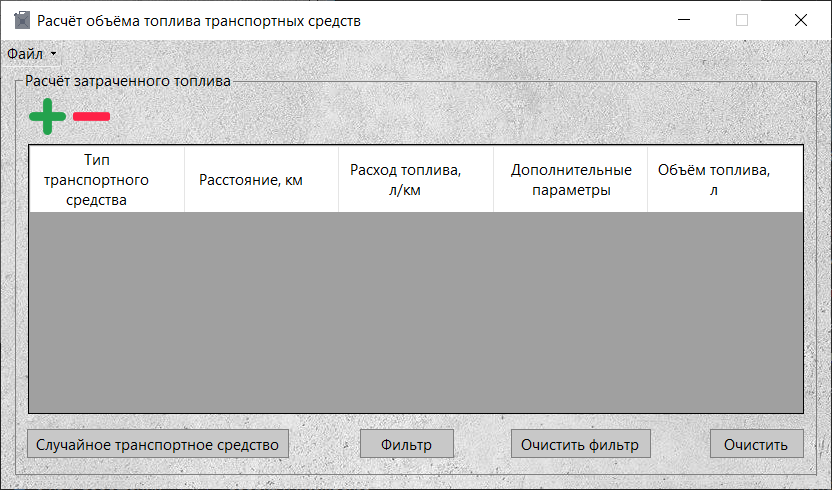 Расчёт объёма топлива транспортных средств
Файл
Расчёт затраченного топлива
Тип
транспортного
средства
Расстояние, км
Расход топлива,
л/км
Дополнительные
параметры
Объём топлива,
л
Случайное транспортное средство
Фильтр
Очистить фильтр
Очистить